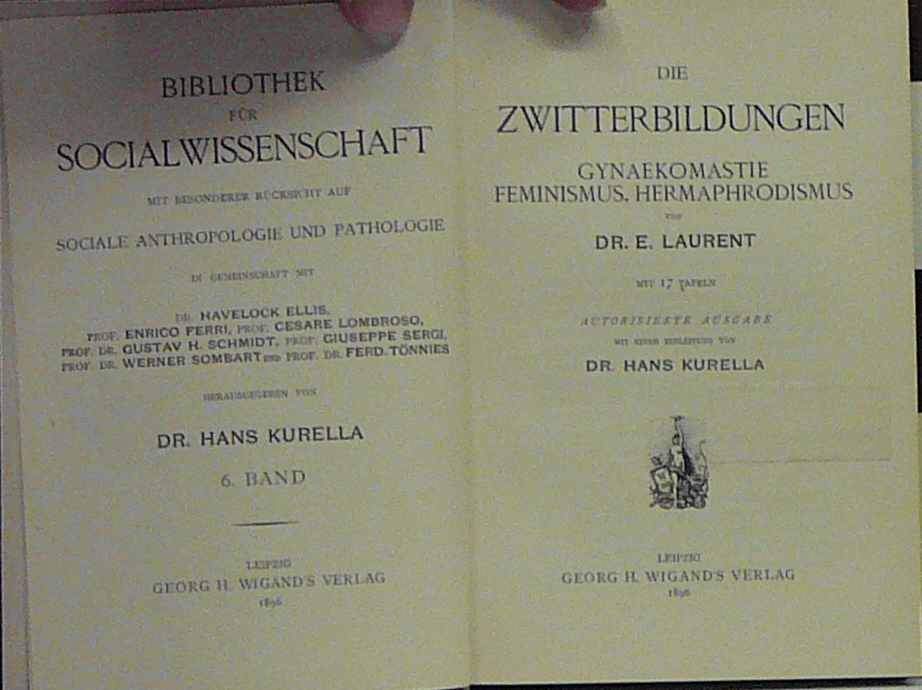 BIBLIOTHEK
FÜR
SOCIALWISSENSCHAFT
MIT BESONDERER RÜCKSICHT AUF
SOCIALE ANTHROPOLOGIE UND PATHOLOGIE
IN GEMEINSCHAFT MIT
DR. HAVELOCK ELLIS,
PROF. ENRICO FERRI, PROF. CESARE LOMBROSO,
PROF. DR. GUSTAV H. SCHMIDT, PROF. GIUSEPPE SERGI,
PROF. DR. WERNER SOMBART UND PROF. DR. FERD. TÖNNIES
HERAUSGEGEBEN VON
DR. HANS KURELLA
6. BAND
LEIPZIG
GEORG H. WIGAND'S VERLAG
1896
DIE
ZWITTERBILDUNGEN
GYNAEKOMASTIE
FEMINISMUS, HERMAPHRODISMUS
VON
DR. E. LAURENT
MIT 17 TAFELN
AUTORISIERTE AUSGABE
MIT EINER EINLEITUNG VON
DR. HANS KURELLA
LEIPZIG
GEORG H. WIGAND'S VERLAG
1896